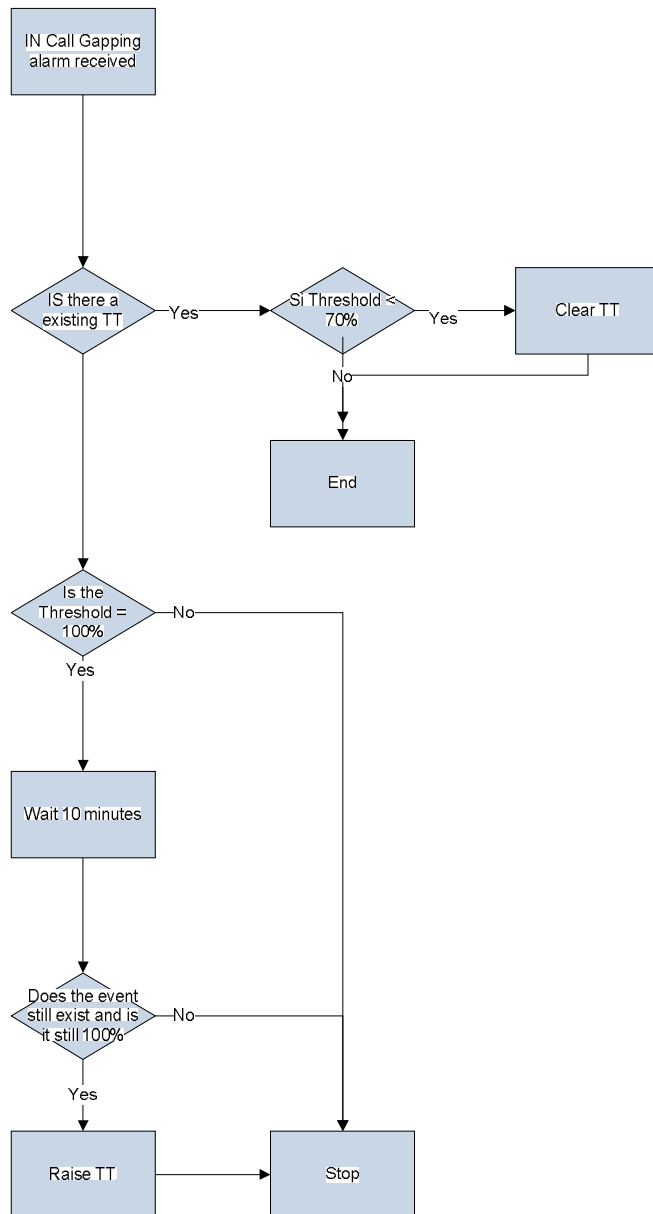 IN Call Gapping
alarm received
IS there a
existing TT
Yes
Si Threshold <
70%
Yes
Clear TT
No
End
Is the
Threshold =
100%
No
Yes
Wait 10 minutes
Does the event
still exist and is
it still 100%
No
Yes
Raise TT
Stop